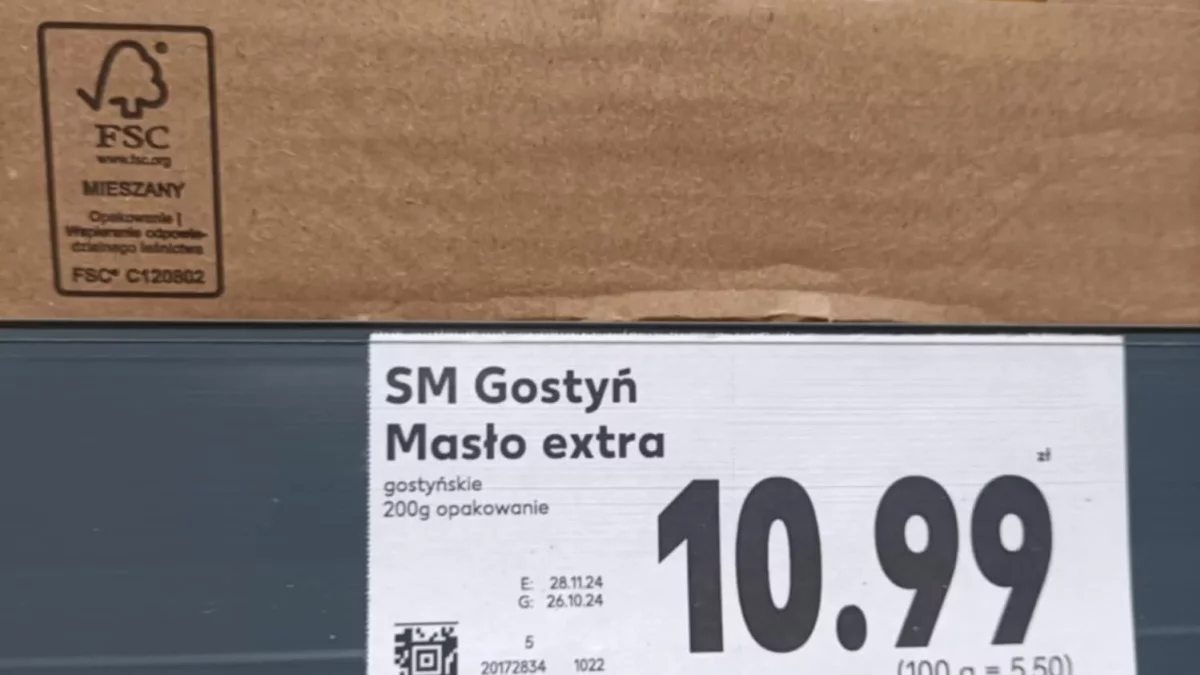 FSC
www.fsc.org
MIESZANY
Opakowanie |
Wspieranie odpowie-
dzialnego leśnictwa
FSC® C120802
SM Gostyń
Masło extra
gostyńskie
200g opakowanie
zł
10.99
E: 28.11.24
G: 26.10.24
5
20172834 1022
(100 g = 5.50)